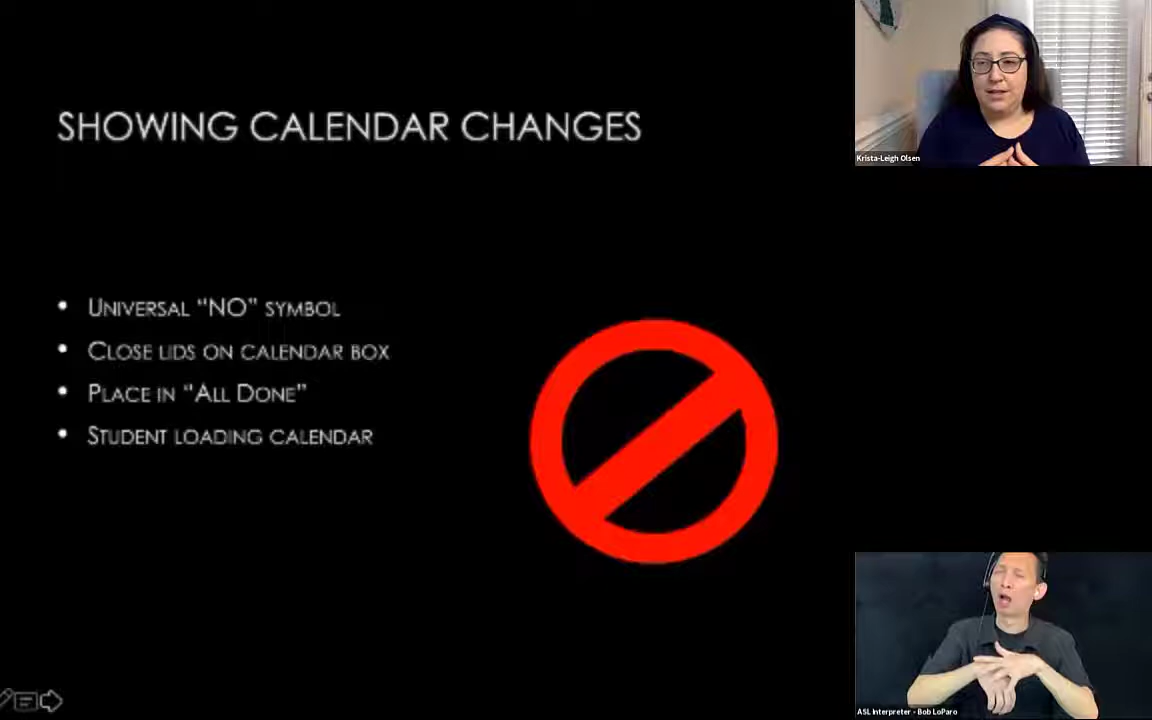 SHOWING CALENDAR CHANGES
• UNIVERSAL “NO” SYMBOL
• CLOSE LIDS ON CALENDAR BOX
• PLACE IN “ALL DONE”
• STUDENT LOADING CALENDAR
Krista-Leigh Olsen
ASL Interpreter - Bob LoParo